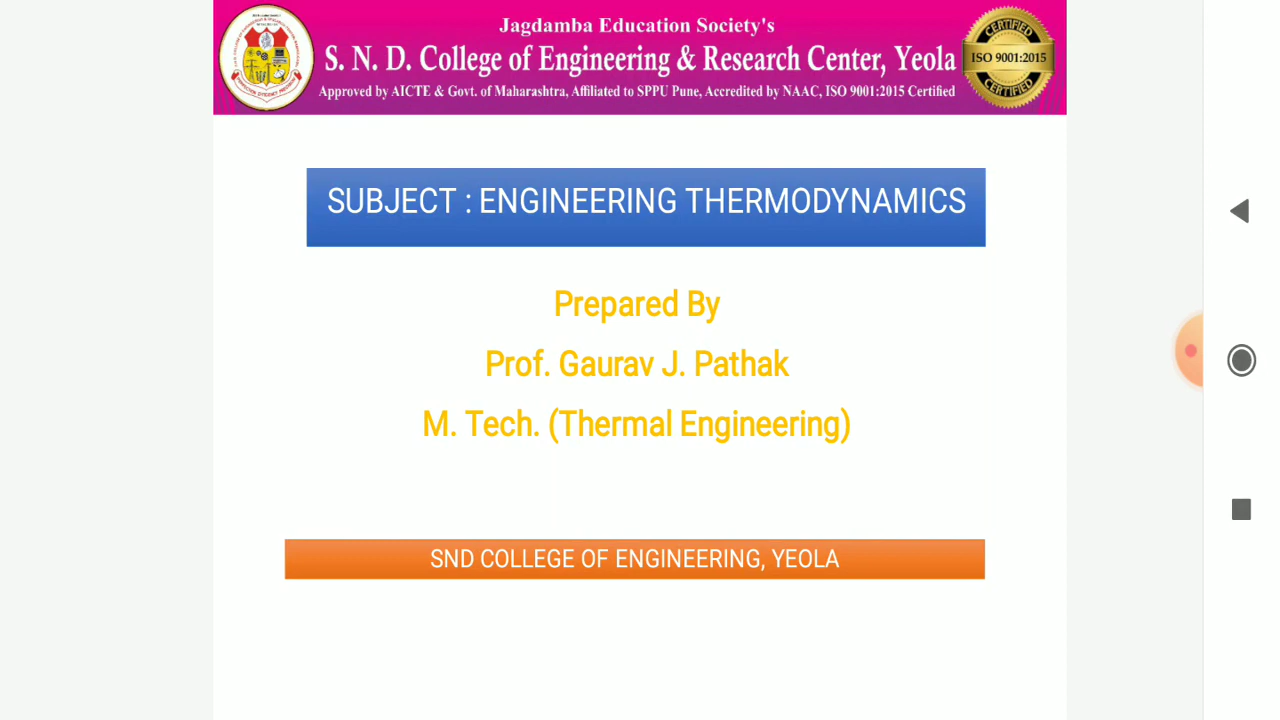 Jagdamba Education Society's
S. N. D. College of Engineering & Research Center, Yeola
Approved by AICTE & Govt. of Maharashtra, Affiliated to SPPU Pune, Accredited by NAAC, ISO 9001:2015 Certified
CERTIFIED
ISO 9001:2015
CERTIFIED
SUBJECT : ENGINEERING THERMODYNAMICS
Prepared By
Prof. Gaurav J. Pathak
M. Tech. (Thermal Engineering)
SND COLLEGE OF ENGINEERING, YEOLA